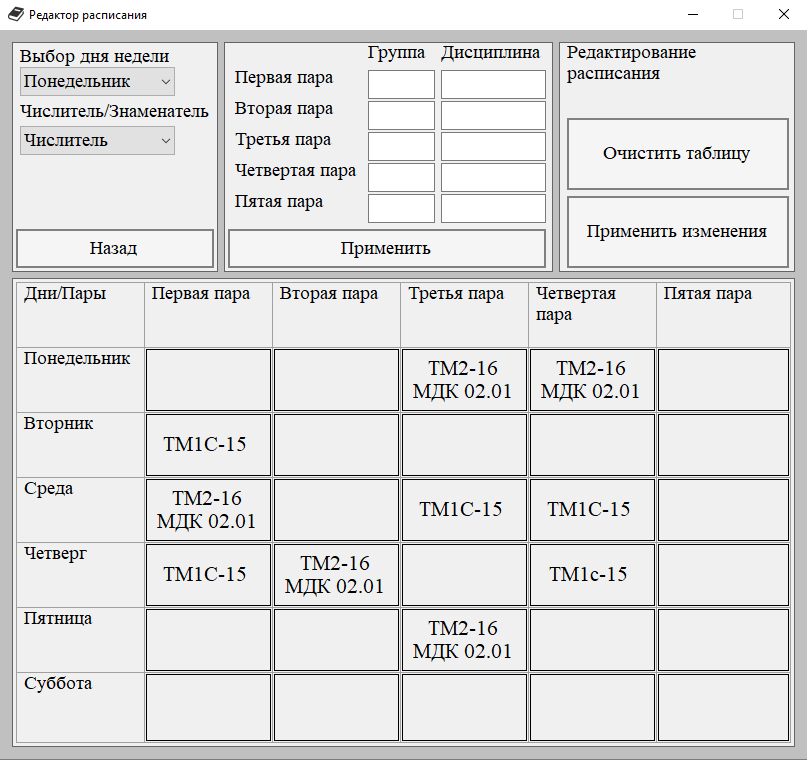 Редактор расписания
Выбор дня недели
Понедельник
Числитель/Знаменатель
Числитель
Назад
Группа Дисциплина
Первая пара
Вторая пара
Третья пара
Четвертая пара
Пятая пара
Применить
Редактирование
расписания
Очистить таблицу
Применить изменения
Дни/Пары Первая пара Вторая пара Третья пара Четвертая пара Пятая пара
Понедельник
ТМ2-16
МДК 02.01
ТМ2-16
МДК 02.01
Вторник
ТМ1С-15
Среда
ТМ2-16
МДК 02.01
ТМ1С-15
ТМ1С-15
Четверг
ТМ1С-15
ТМ2-16
МДК 02.01
ТМ1с-15
Пятница
ТМ2-16
МДК 02.01
Суббота